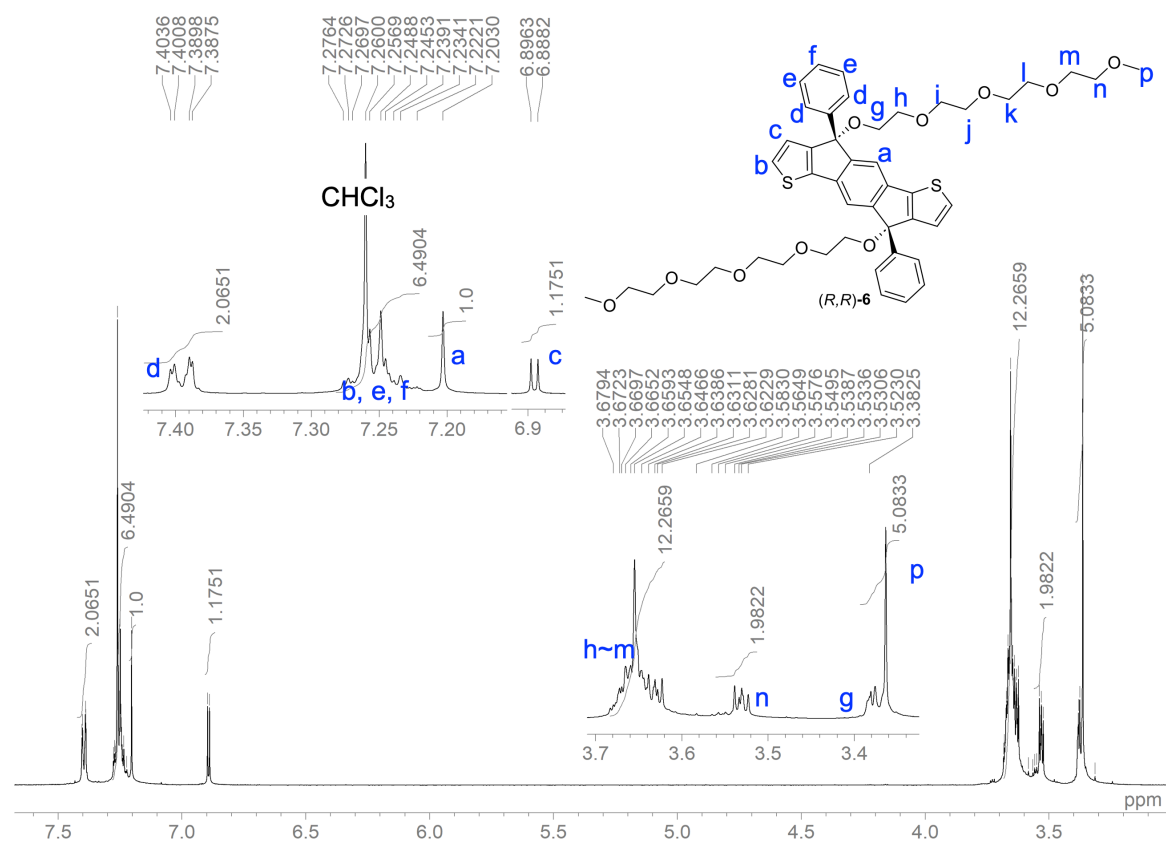 7.4036
7.4008
7.3898
7.3875
7.2764
7.2726
7.2697
7.2600
7.2569
7.2488
7.2453
7.2391
7.2341
7.2221
7.2030
6.8963
6.8882
CHCl3
2.0651
6.4904
1.0
1.1751
d
b, e, f
a
c
7.40
7.35
7.30
7.25
7.20
6.9
f
e
e
d
d
c
b
a
g
h
i
j
k
l
m
n
p
O
O
O
O
O
S
S
O
O
O
O
O
(R,R)-6
3.6794
3.6723
3.6697
3.6652
3.6593
3.6548
3.6466
3.6386
3.6311
3.6281
3.6229
3.5830
3.5649
3.5576
3.5495
3.5387
3.5336
3.5306
3.5230
3.3825
12.2659
1.9822
5.0833
h~m
n
g
p
3.7
3.6
3.5
3.4
2.0651
6.4904
1.0
1.1751
12.2659
1.9822
5.0833
ppm
7.5
7.0
6.5
6.0
5.5
5.0
4.5
4.0
3.5